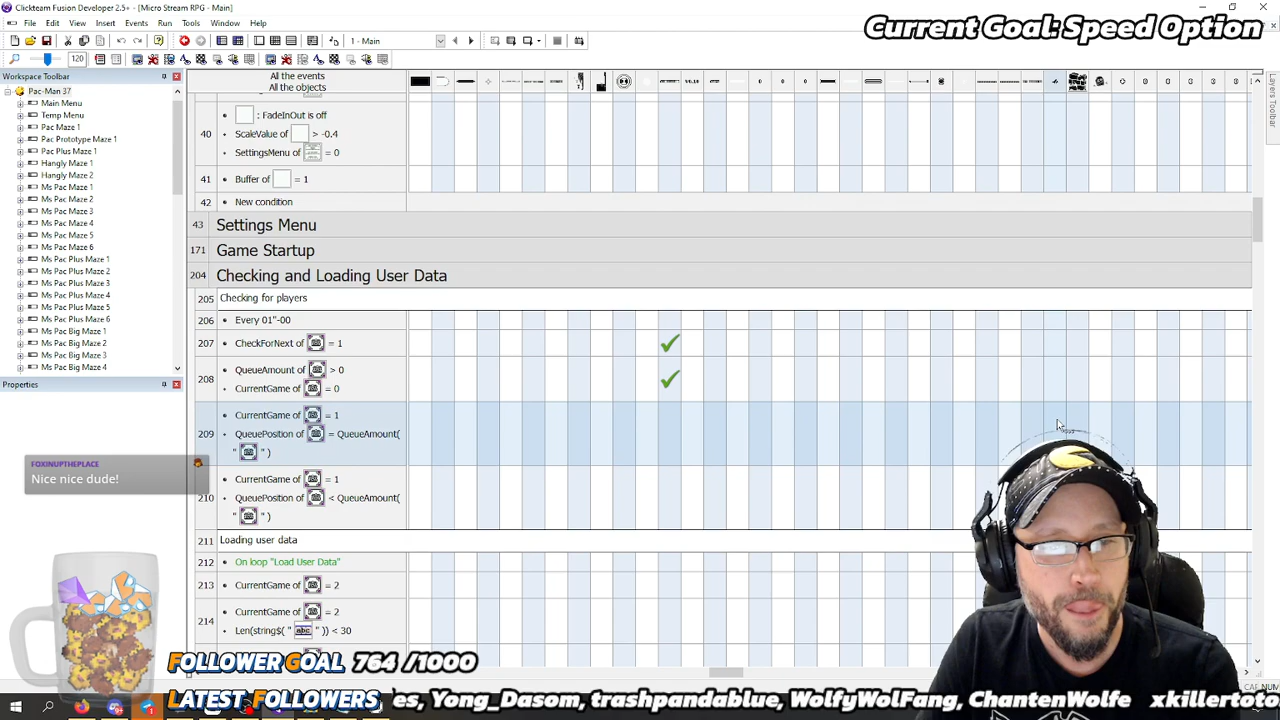 Clickteam Fusion Developer 2.5+ - [Micro Stream RPG - Main]
File Edit View Insert Events Run Tools Window Help
Current Goal: Speed Option
1 - Main
120
Workspace Toolbar
Pac-Man 37
Main Menu
Temp Menu
Pac Maze 1
Pac Prototype Maze 1
Pac Plus Maze 1
Hangly Maze 1
Hangly Maze 2
Ms Pac Maze 1
Ms Pac Maze 2
Ms Pac Maze 3
Ms Pac Maze 4
Ms Pac Maze 5
Ms Pac Maze 6
Ms Pac Plus Maze 1
Ms Pac Plus Maze 2
Ms Pac Plus Maze 3
Ms Pac Plus Maze 4
Ms Pac Plus Maze 5
Ms Pac Plus Maze 6
Ms Pac Big Maze 1
Ms Pac Big Maze 2
Ms Pac Big Maze 3
Ms Pac Big Maze 4
Properties
All the events
All the objects
40
: FadeInOut is off
ScaleValue of > -0.4
SettingsMenu of = 0
41 Buffer of = 1
42 New condition
43 Settings Menu
171 Game Startup
204 Checking and Loading User Data
205 Checking for players
206 Every 01"-00
207 CheckForNext of = 1
208 QueueAmount of > 0
CurrentGame of = 0
209 CurrentGame of = 1
QueuePosition of = QueueAmount(
" " )
210 CurrentGame of = 1
QueuePosition of < QueueAmount(
" " )
211 Loading user data
212 On loop "Load User Data"
213 CurrentGame of = 2
214 CurrentGame of = 2
Len(string$( " " )) < 30
Layers Toolbar
FOXINUPTHEPLACE
Nice nice dude!
Follower Goal 764 /1000
Latest Followers es, Yong_Dason, trashpandablue, WolfyWolFang, ChantenWolfe xkillertoto
NUM